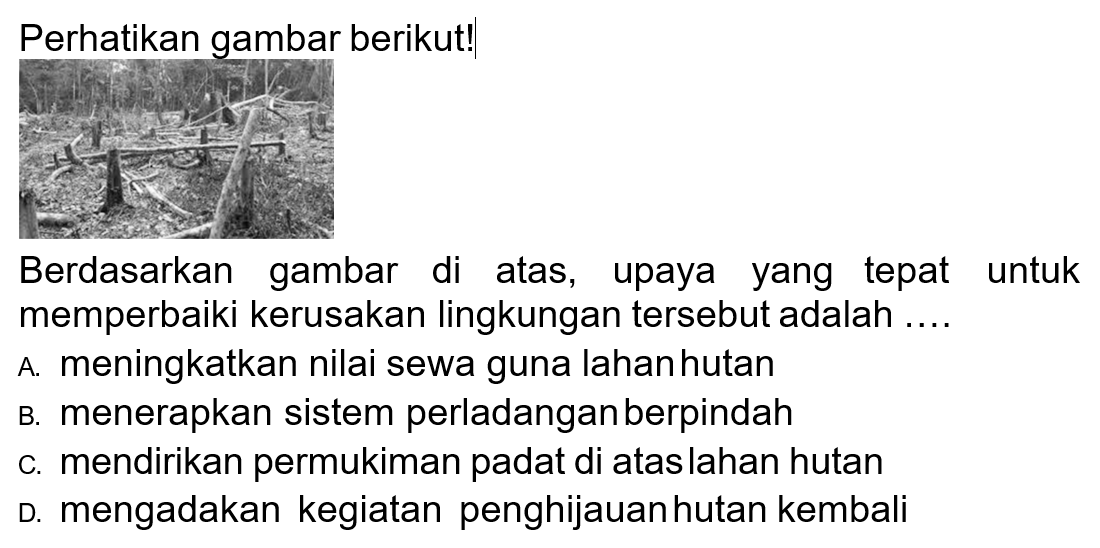 Perhatikan gambar berikut!
Berdasarkan gambar di atas, upaya yang tepat untuk
memperbaiki kerusakan lingkungan tersebut adalah ....
A. meningkatkan nilai sewa guna lahan hutan
B. menerapkan sistem perladangan berpindah
C. mendirikan permukiman padat di atas lahan hutan
D. mengadakan kegiatan penghijauan hutan kembali